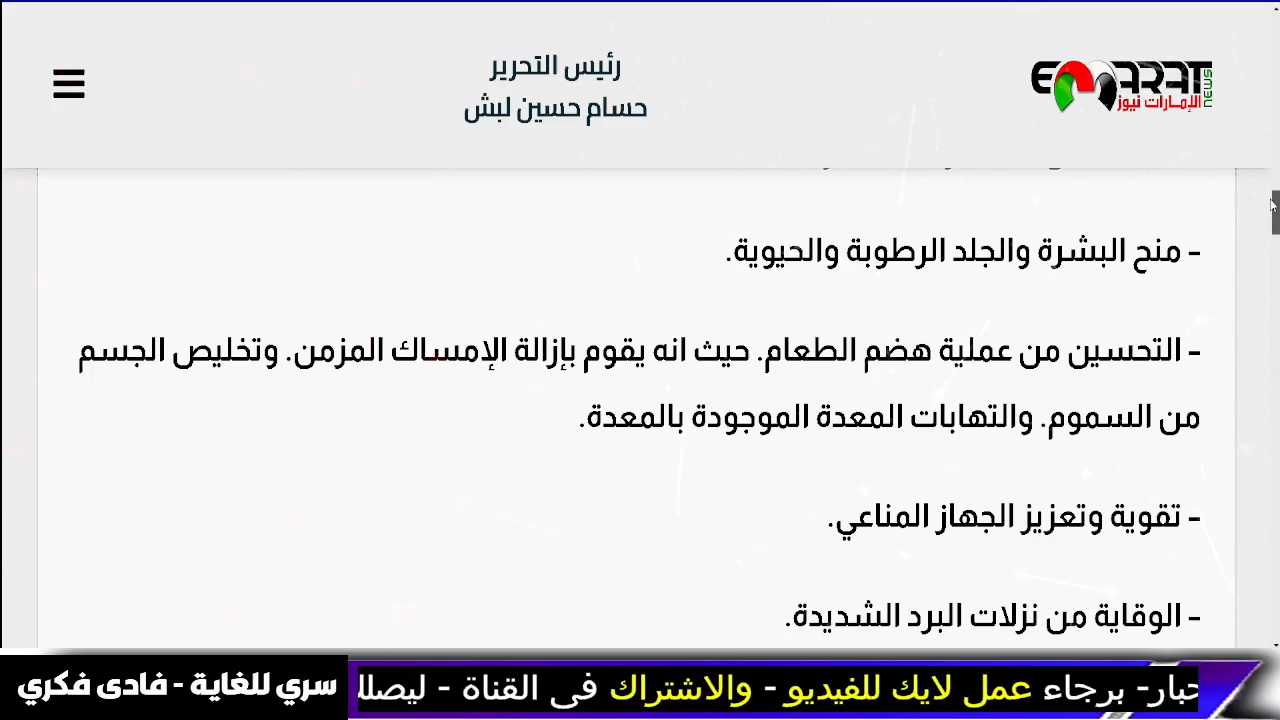 رئيس التحرير
حسام حسين لبش
EMARAT NEWS
الإمارات نيوز
- منح البشرة والجلد الرطوبة والحيوية.
- التحسين من عملية هضم الطعام. حيث انه يقوم بإزالة الإمساك المزمن. وتخليص الجسم
من السموم. والتهابات المعدة الموجودة بالمعدة.
- تقوية وتعزيز الجهاز المناعي.
- الوقاية من نزلات البرد الشديدة.
برجاء عمل لايك للفيديو - والاشتراك فى القناة -
سري للغاية - فادى فكري